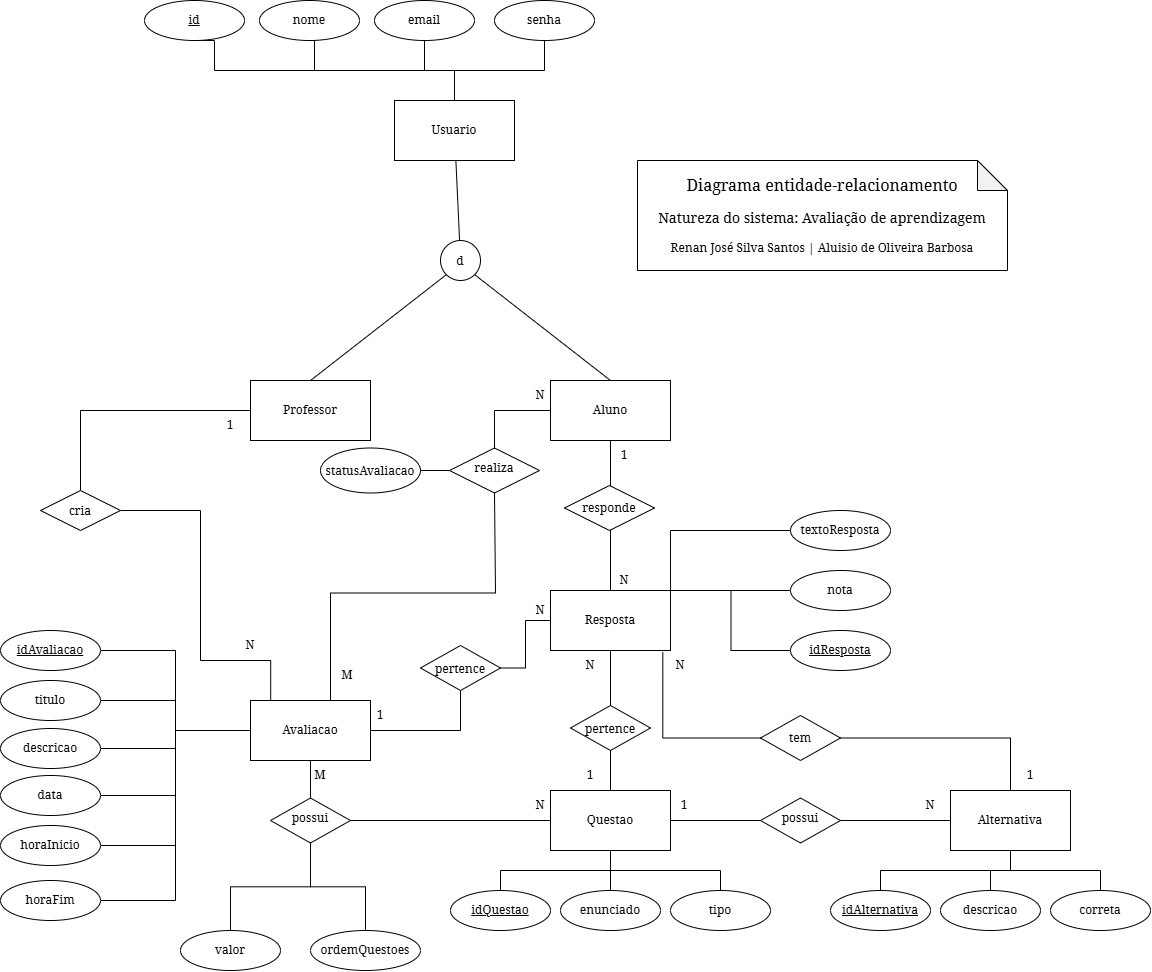 id
nome
email
senha
Usuario
Diagrama entidade-relacionamento
Natureza do sistema: Avaliação de aprendizagem
Renan José Silva Santos | Aluisio de Oliveira Barbosa
d
Professor
1
N
Aluno
statusAvaliacao
realiza
1
cria
responde
textoResposta
N
nota
N
Resposta
idResposta
N
idAvaliacao
M
pertence
N
N
titulo
Avaliacao
1
pertence
tem
descricao
M
1
1
data
possui
N
Questao
1
possui
N
Alternativa
horaInicio
horaFim
idQuestao
enunciado
tipo
idAlternativa
descricao
correta
valor
ordemQuestoes